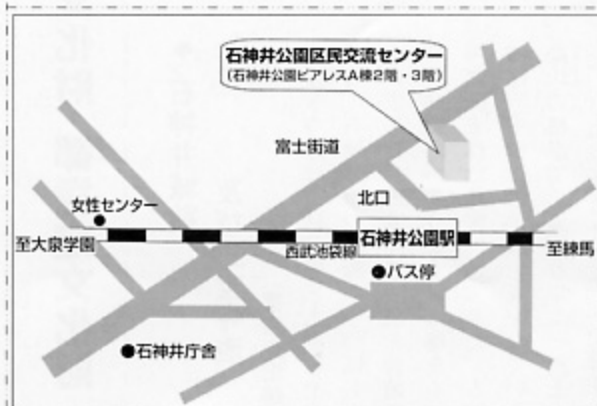 石神井公園区民交流センター
(石神井公園ピアレスA棟2階・3階)
富士街道
北口
女性センター
至大泉学園
西武池袋線
石神井公園駅
至練馬
バス停
石神井庁舎